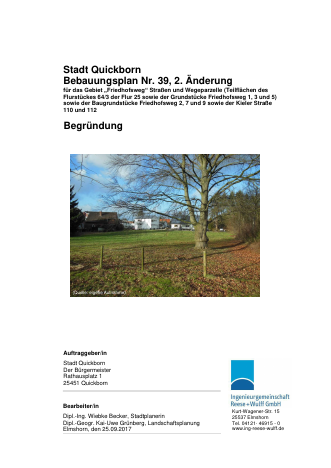 Stadt Quickborn
Bebauungsplan Nr. 39, 2. Änderung
für das Gebiet „Friedhofsweg“ Straßen und Wegeparzelle (Teilflächen des
Flurstückes 64/3 der Flur 25 sowie der Grundstücke Friedhofsweg 1, 3 und 5)
sowie der Baugrundstücke Friedhofsweg 2, 7 und 9 sowie der Kieler Straße
110 und 112
Begründung
(Quelle: eigene Aufnahme)
Auftraggeber/in
Stadt Quickborn
Der Bürgermeister
Rathausplatz 1
25451 Quickborn
Bearbeiter/in
Dipl.-Ing. Wiebke Becker, Stadtplanerin
Dipl.-Geogr. Kai-Uwe Grünberg, Landschaftsplanung
Elmshorn, den 25.09.2017
Ingenieurgemeinschaft
Reese+Wulff GmbH
Kurt-Wagener-Str. 15
25537 Elmshorn
Tel. 04121· 46915 - 0
www.ing-reese-wulff.de